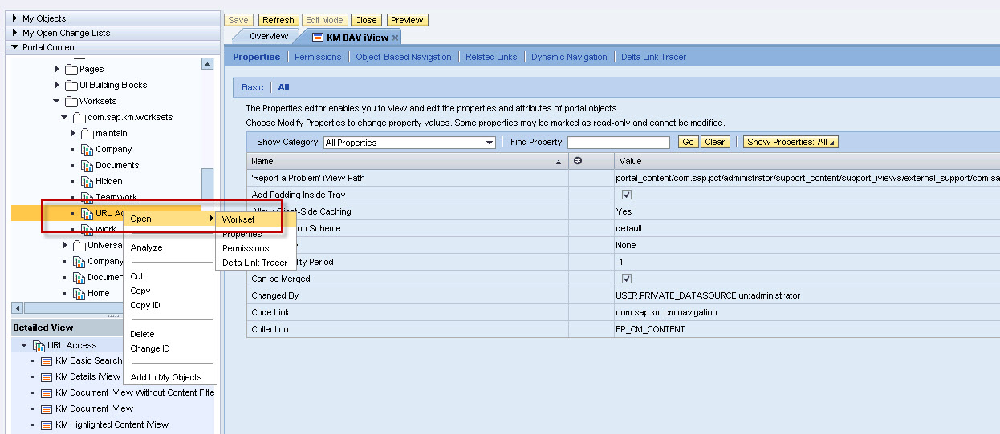 My Objects
My Open Change Lists
Portal Content
Pages
UI Building Blocks
Worksets
com.sap.km.worksets
maintain
Company
Documents
Hidden
Teamwork
URL
Work
Company
Home
Open
Analyze
Cut
Copy
Copy ID
Delete
Change ID
Add to My Objects
Workset
Properties
Permissions
Delta Link Tracer
Detailed View
URL Access
KM Basic Search
KM Details iView
KM Document iView Without Content Filte
KM Document iView
KM Highlighted Content iView
Save Refresh Edit Mode Close Preview
Overview KM DAV iView
Properties Permissions Object-Based Navigation Related Links Dynamic Navigation Delta Link Tracer
Basic All
The Properties editor enables you to view and edit the properties and attributes of portal objects.
Choose Modify Properties to change property values. Some properties may be marked as read-only and cannot be modified.
Show Category: All Properties Find Property: Go Clear Show Properties: All
Name Value
'Report a Problem' iView Path portal_content/com.sap.pct/administrator/support_content/support_iviews/external_support/com.sa
Add Padding Inside Tray
Client-Side Caching Yes
on Scheme default
None
Period -1
Can be Merged
Changed By USER.PRIVATE_DATASOURCE.un:administrator
Code Link com.sap.km.cm.navigation
Collection EP_CM_CONTENT